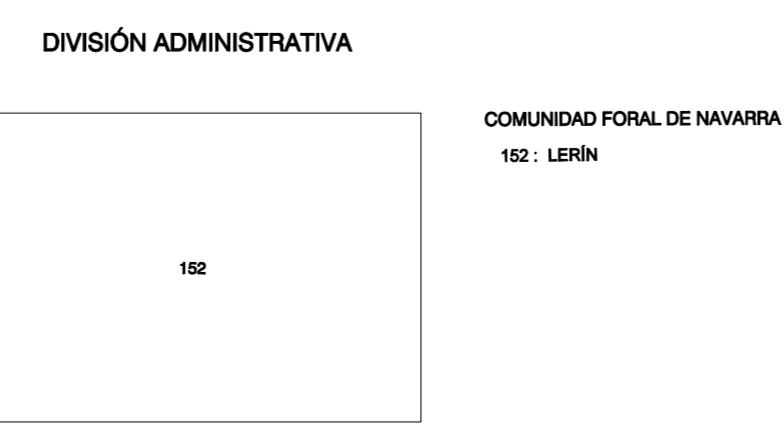 DIVISIÓN ADMINISTRATIVA
152
COMUNIDAD FORAL DE NAVARRA
152 : LERÍN